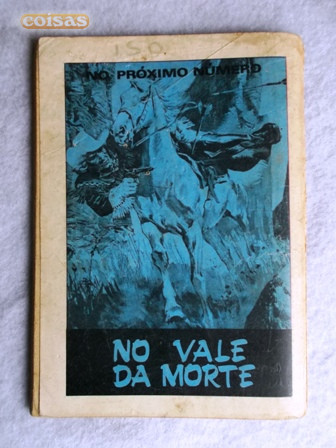 coisas
150.
NO PRÓXIMO NÚMERO
NO VALE
DA MORTE